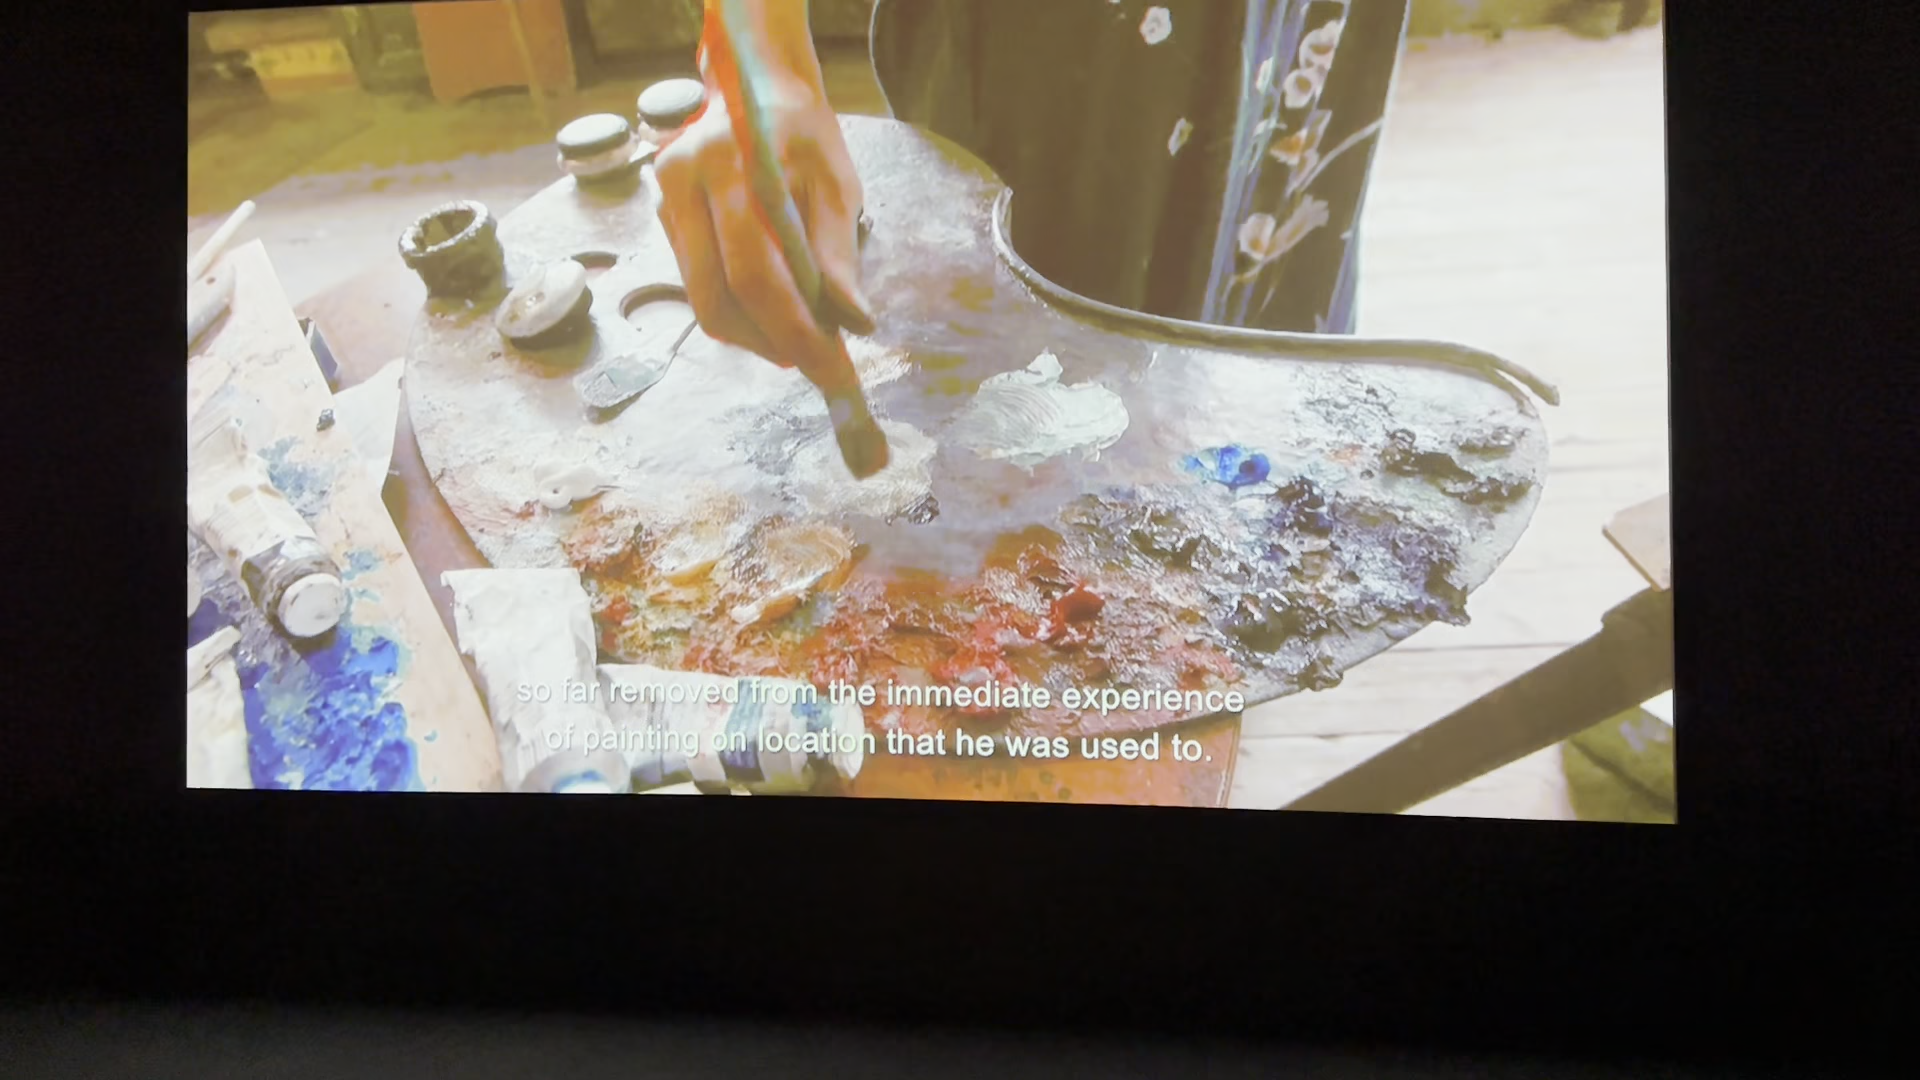 so far removed from the immediate experience
of painting on location that he was used to.